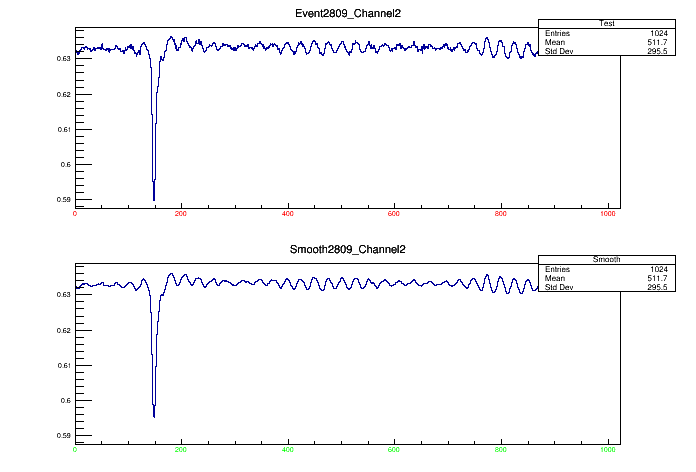 Event2809_Channel2
Test
Entries 1024
Mean 511.7
Std Dev 295.5
0.63
0.62
0.61
0.6
0.59
0 200 400 600 800 1000
Smooth2809_Channel2
Smooth
Entries 1024
Mean 511.7
Std Dev 295.5
0.63
0.62
0.61
0.6
0.59
0 200 400 600 800 1000